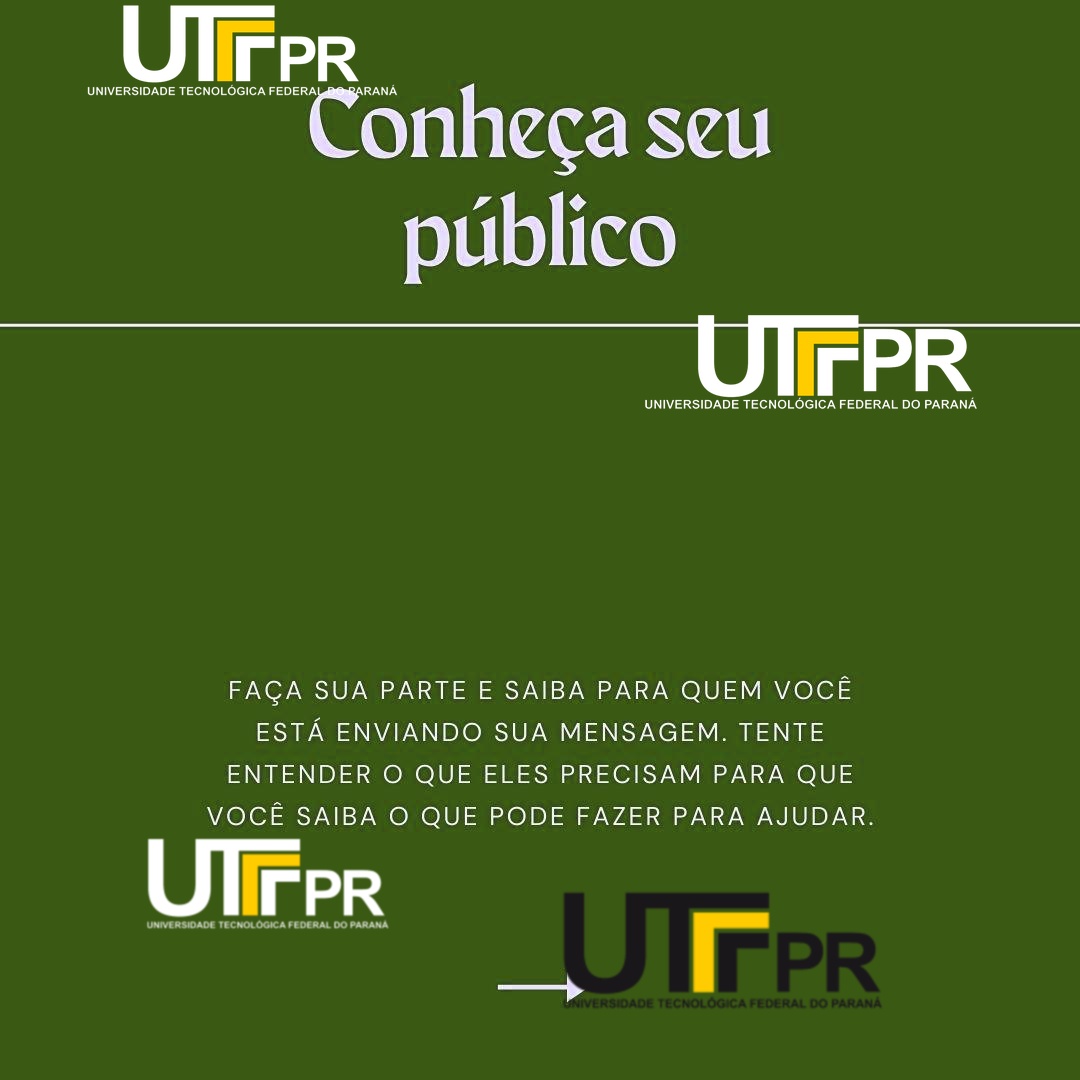 UTFPR
UNIVERSIDADE TECNOLÓGICA FEDERAL DO PARANÁ
Conheça seu
público
UTFPR
UNIVERSIDADE TECNOLÓGICA FEDERAL DO PARANÁ
FAÇA SUA PARTE E SAIBA PARA QUEM VOCÊ
ESTÁ ENVIANDO SUA MENSAGEM. TENTE
ENTENDER O QUE ELES PRECISAM PARA QUE
VOCÊ SAIBA O QUE PODE FAZER PARA AJUDAR.
UTFPR
UNIVERSIDADE TECNOLÓGICA FEDERAL DO PARANÁ
UTFPR
UNIVERSIDADE TECNOLÓGICA FEDERAL DO PARANÁ